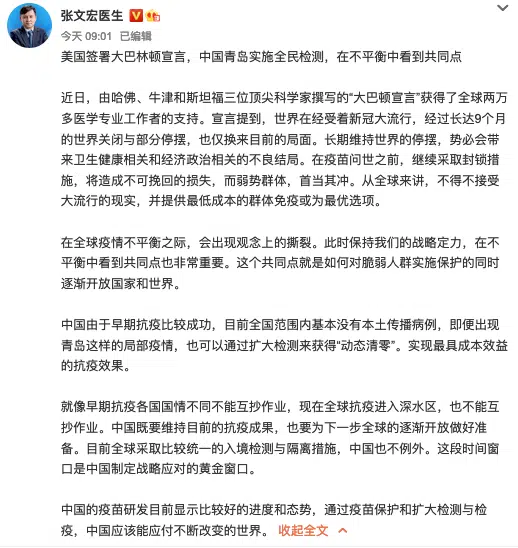 张文宏医生
今天 09:01 已编辑
美国签署大巴林顿宣言，中国青岛实施全民检测，在不平衡中看到共同点
近日，由哈佛、牛津和斯坦福三位顶尖科学家撰写的“大巴顿宣言”获得了全球两万
多医学专业工作者的支持。宣言提到，世界在经受着新冠大流行，经过长达9个月
的世界关闭与部分停摆，也仅换来目前的局面。长期维持世界的停摆，势必会带
来卫生健康相关和经济政治相关的不良结局。在疫苗问世之前，继续采取封锁措
施，将造成不可挽回的损失，而弱势群体，首当其冲。从全球来讲，不得不接受
大流行的现实，并提供最低成本的群体免疫或为最优选项。
在全球疫情不平衡之际，会出现观念上的撕裂。此时保持我们的战略定力，在不
平衡中看到共同点也非常重要。这个共同点就是如何对脆弱人群实施保护的同时
逐渐开放国家和世界。
中国由于早期抗疫比较成功，目前全国范围内基本没有本土传播病例，即便出现
青岛这样的局部疫情，也可以通过扩大检测来获得“动态清零”。实现最具成本效益
的抗疫效果。
就像早期抗疫各国国情不同不能互抄作业，现在全球抗疫进入深水区，也不能互
抄作业。中国既要维持目前的抗疫成果，也要为下一步全球的逐渐开放做好准
备。目前全球采取比较统一的入境检测与隔离措施，中国也不例外。这段时间窗
口是中国制定战略应对的黄金窗口。
中国的疫苗研发目前显示比较好的进度和态势，通过疫苗保护和扩大检测与检
疫，中国应该能应付不断改变的世界。 收起全文